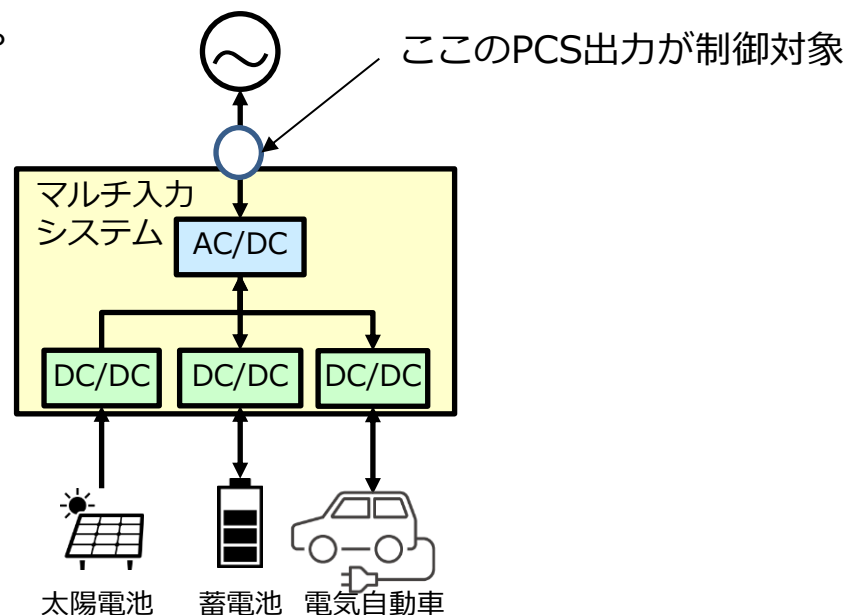 。
ここのPCS出力が制御対象
マルチ入力
システム
AC/DC
DC/DC
DC/DC
DC/DC
太陽電池
蓄電池
電気自動車